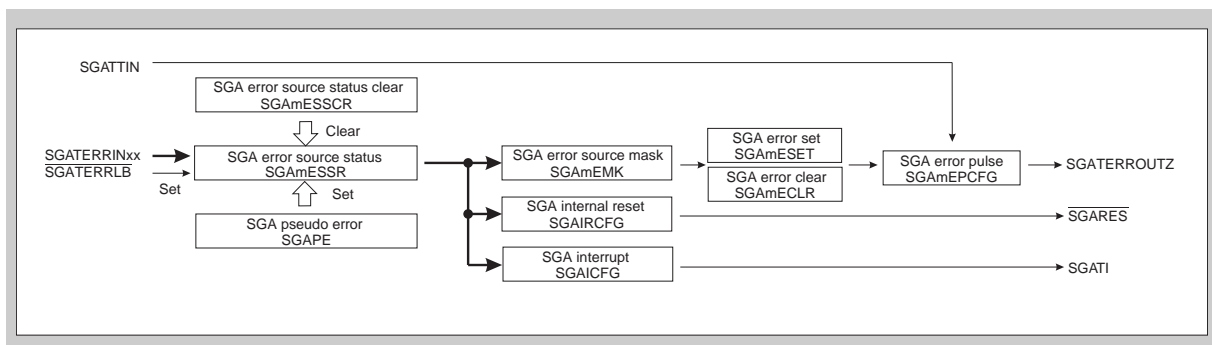 SGATTIN
SGA error source status clear
SGAmESSCR
Clear
SGATERRINxx
SGATERRLB
Set
SGA error source status
SGAmESSR
Set
SGA pseudo error
SGAPE
SGA error source mask
SGAmEMK
SGA error set
SGAmESET
SGA error clear
SGAmECLR
SGA error pulse
SGAmEPCFG
SGATERROUTZ
SGA internal reset
SGAIRCFG
SGARES
SGA interrupt
SGAICFG
SGATI